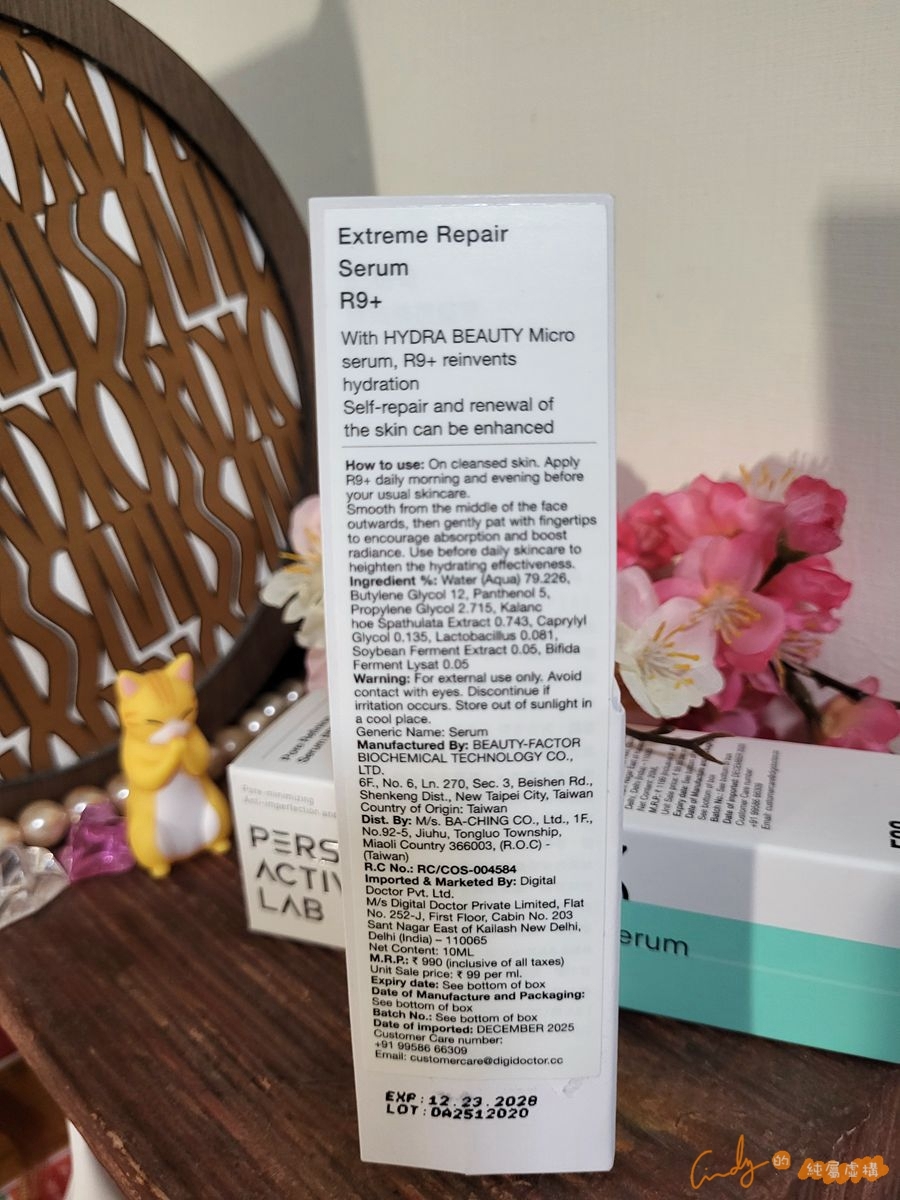 Extreme Repair
Serum
R9+
With HYDRA BEAUTY Micro
serum, R9+ reinvents
hydration
Self-repair and renewal of
the skin can be enhanced
How to use: On cleansed skin. Apply
R9+ daily morning and evening before
your usual skincare.
Smooth from the middle of the face
outwards, then gently pat with fingertips
to encourage absorption and boost
radiance. Use before daily skincare to
heighten the hydrating effectiveness.
Ingredient %: Water (Aqua) 79.226,
Butylene Glycol 12, Panthenol 5,
Propylene Glycol 2.715, Kalanc
hoe Spathulata Extract 0.743, Caprylyl
Glycol 0.135, Lactobacillus 0.081,
Soybean Ferment Extract 0.05, Bifida
Ferment Lysat 0.05
Warning: For external use only. Avoid
contact with eyes. Discontinue if
irritation occurs. Store out of sunlight in
a cool place.
Generic Name: Serum
Manufactured By: BEAUTY-FACTOR
BIOCHEMICAL TECHNOLOGY CO.,
LTD.
6F., No. 6, Ln. 270, Sec. 3, Beishen Rd.,
Shenkeng Dist., New Taipei City, Taiwan
Country of Origin: Taiwan
Dist. By: M/s. BA-CHING CO., Ltd., 1F.,
No.92-5, Jiuhu, Tongluo Township,
Miaoli Country 366003, (R.O.C) -
(Taiwan)
R.C No.: RC/COS-004584
Imported & Marketed By: Digital
Doctor Pvt. Ltd.
M/s Digital Doctor Private Limited, Flat
No. 252-J, First Floor, Cabin No. 203
Sant Nagar East of Kailash New Delhi,
Delhi (India) – 110065
Net Content: 10ML
M.R.P.: ₹ 990 (inclusive of all taxes)
Unit Sale price: ₹ 99 per ml.
Expiry date: See bottom of box
Date of Manufacture and Packaging:
See bottom of box
Batch No.: See bottom of box
Date of imported: DECEMBER 2025
Customer Care number:
+91 99586 66309
Email: customercare@digidoctor.cc
EXP:12.23.2028
LOT:DA2512020
Pore-minimizing
PERS
ACTIV
LAB
erum
Cindy的純屬虛構